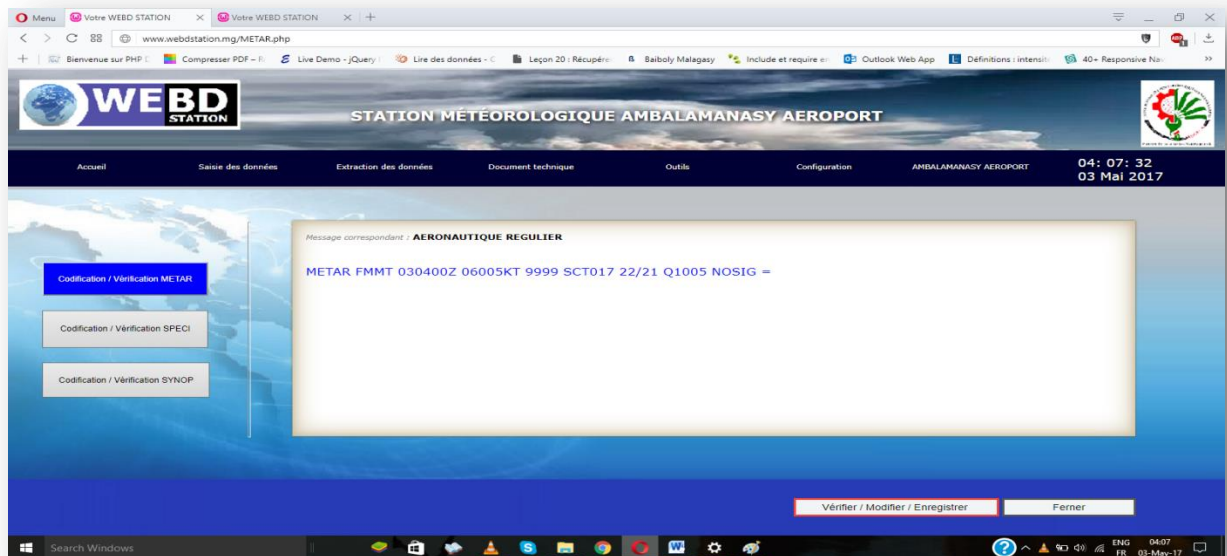 Menu
Votre WEBD STATION
Votre WEBD STATION
www.webdstation.mg/METAR.php
Bienvenue sur PHP
Compresser PDF –
Live Demo - jQuery
Lire des données -
Leçon 20 : Récupére
Baiboly Malagasy
Include et require e
Outlook Web App
Définitions : intensit
40+ Responsive Na
WEBD
STATION
STATION MÉTÉOROLOGIQUE AMBALAMANASY AEROPORT
Accueil
Saisie des données
Extraction des données
Document technique
Outils
Configuration
AMBALAMANASY AEROPORT
04: 07: 32
03 Mai 2017
Message correspondant : AERONAUTIQUE REGULIER
METAR FMMT 030400Z 06005KT 9999 SCT017 22/21 Q1005 NOSIG =
Codification / Vérification METAR
Codification / Vérification SPECI
Codification / Vérification SYNOP
Vérifier / Modifier / Enregistrer
Ferner
Search Windows
ENG
FR
04:07
03-May-17